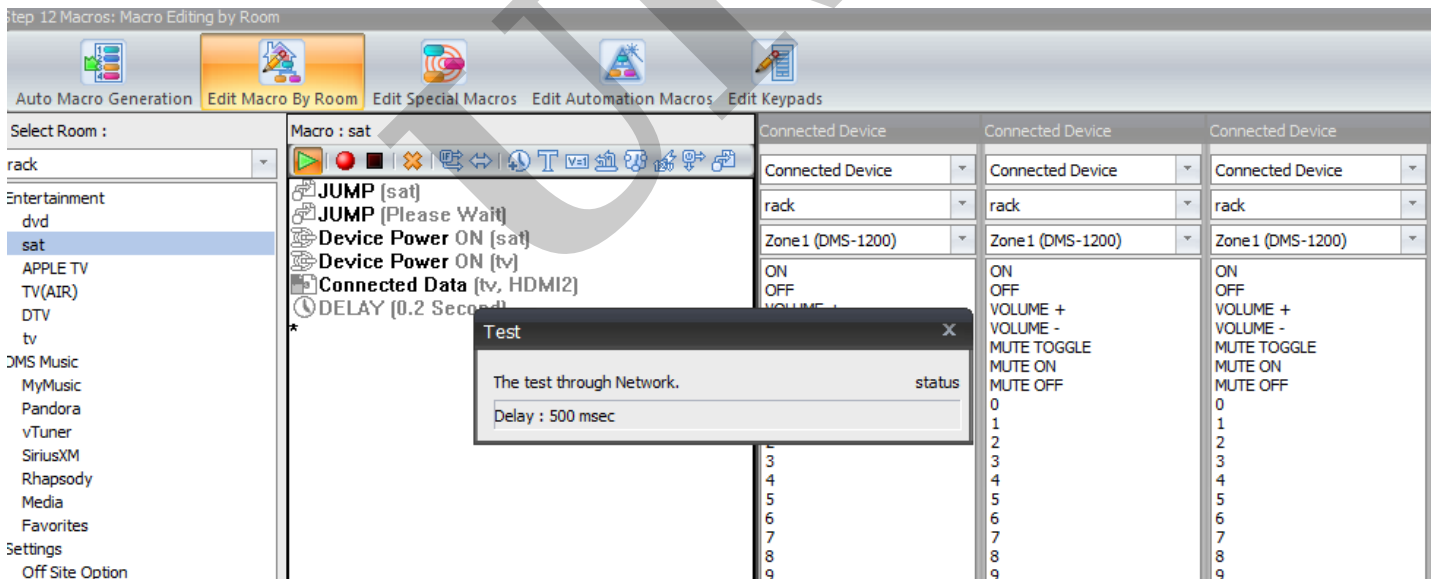 Step 12 Macros: Macro Editing by Room
Auto Macro Generation
Edit Macro By Room
Edit Special Macros
Edit Automation Macros
Edit Keypads
Select Room :
rack
Entertainment
dvd
sat
APPLE TV
TV(AIR)
DTV
tv
DMS Music
MyMusic
Pandora
vTuner
SiriusXM
Rhapsody
Media
Favorites
Settings
Off Site Option
Macro : sat
JUMP (sat)
JUMP (Please Wait)
Device Power ON (sat)
Device Power ON (tv)
Connected Data (tv, HDMI2)
DELAY (0.2 Second)
*
Test
x
The test through Network.
status
Delay : 500 msec
Connected Device
Connected Device
rack
Zone1 (DMS-1200)
ON
OFF
VOLUME +
3
4
5
6
7
8
9
Connected Device
Connected Device
rack
Zone1 (DMS-1200)
ON
OFF
VOLUME +
VOLUME -
MUTE TOGGLE
MUTE ON
MUTE OFF
0
1
2
3
4
5
6
7
8
9
Connected Device
Connected Device
rack
Zone1 (DMS-1200)
ON
OFF
VOLUME +
VOLUME -
MUTE TOGGLE
MUTE ON
MUTE OFF
0
1
2
3
4
5
6
7
8
9